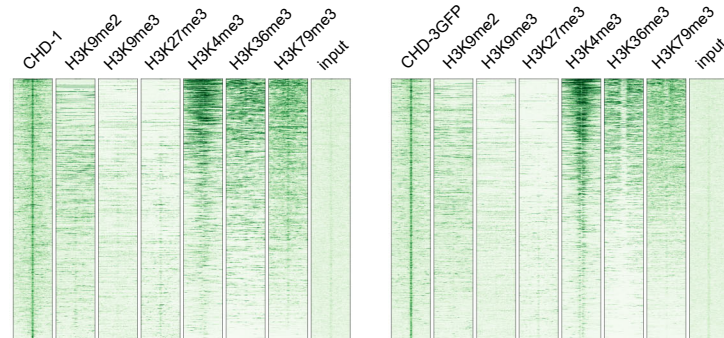 CHD-1 H3K9me2 H3K9me3 H3K27me3 H3K4me3 H3K36me3 H3K79me3 input
CHD-3GFP H3K9me2 H3K9me3 H3K27me3 H3K4me3 H3K36me3 H3K79me3 input